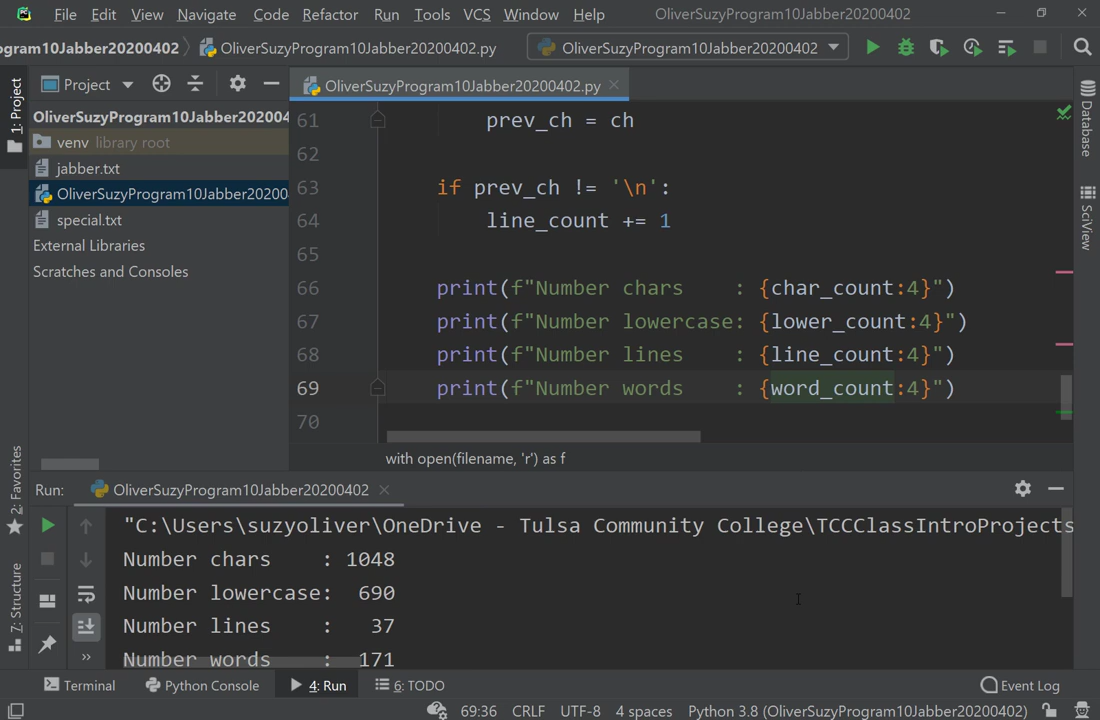 File Edit View Navigate Code Refactor Run Tools VCS Window Help OliverSuzyProgram10Jabber20200402
ogram10Jabber20200402 OliverSuzyProgram10Jabber20200402.py OliverSuzyProgram10Jabber20200402
Project OliverSuzyProgram10Jabber20200402.py
1: Project
Database
SciView
OliverSuzyProgram10Jabber202004
venv library root
jabber.txt
OliverSuzyProgram10Jabber20200
special.txt
External Libraries
Scratches and Consoles
61 prev_ch = ch
62
63 if prev_ch != '\n':
64 line_count += 1
65
66 print(f"Number chars    : {char_count:4}")
67 print(f"Number lowercase: {lower_count:4}")
68 print(f"Number lines    : {line_count:4}")
69 print(f"Number words    : {word_count:4}")
70
with open(filename, 'r') as f
2: Favorites
7: Structure
Run: OliverSuzyProgram10Jabber20200402
"C:\Users\suzyoliver\OneDrive - Tulsa Community College\TCCClassIntroProjects
Number chars    : 1048
Number lowercase:  690
Number lines    :   37
Number words    :  171
Terminal Python Console 4: Run 6: TODO Event Log
69:36 CRLF UTF-8 4 spaces Python 3.8 (OliverSuzyProgram10Jabber20200402)